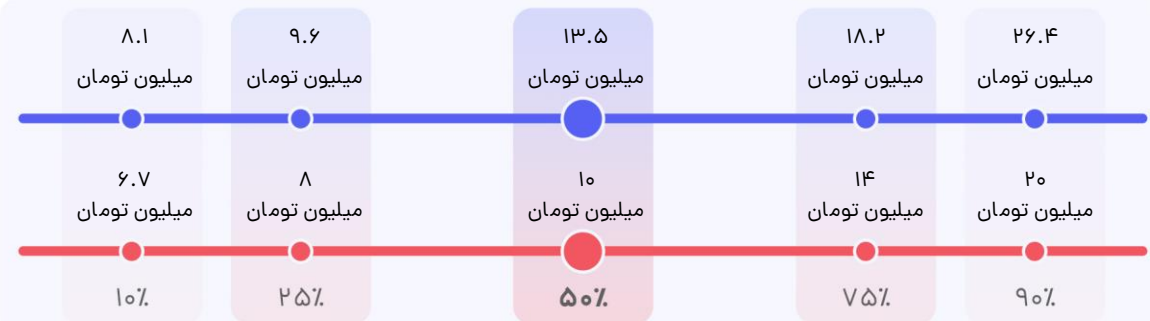 ۸.۱
میلیون تومان
۹.۶
میلیون تومان
۱۳.۵
میلیون تومان
۱۸.۲
میلیون تومان
۲۶.۴
میلیون تومان
۶.۷
میلیون تومان
۸
میلیون تومان
۱۰
میلیون تومان
۱۴
میلیون تومان
۲۰
میلیون تومان
۱۰٪
۲۵٪
۵۰٪
۷۵٪
۹۰٪